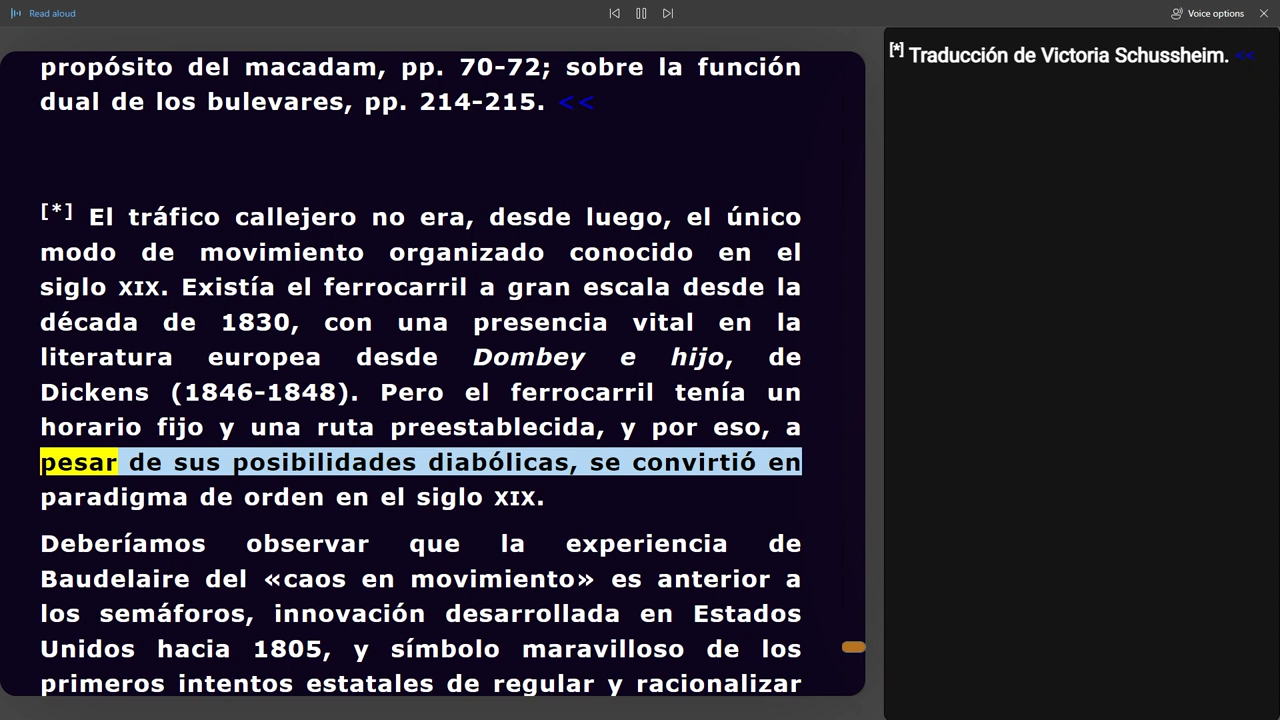 Read aloud
Voice options
propósito del macadam, pp. 70-72; sobre la función
dual de los bulevares, pp. 214-215. <<
[*] El tráfico callejero no era, desde luego, el único
modo de movimiento organizado conocido en el
siglo XIX. Existía el ferrocarril a gran escala desde la
década de 1830, con una presencia vital en la
literatura europea desde Dombey e hijo, de
Dickens (1846-1848). Pero el ferrocarril tenía un
horario fijo y una ruta preestablecida, y por eso, a
pesar de sus posibilidades diabólicas, se convirtió en
paradigma de orden en el siglo XIX.
Deberíamos observar que la experiencia de
Baudelaire del «caos en movimiento» es anterior a
los semáforos, innovación desarrollada en Estados
Unidos hacia 1805, y símbolo maravilloso de los
primeros intentos estatales de regular y racionalizar
[*] Traducción de Victoria Schussheim. <<